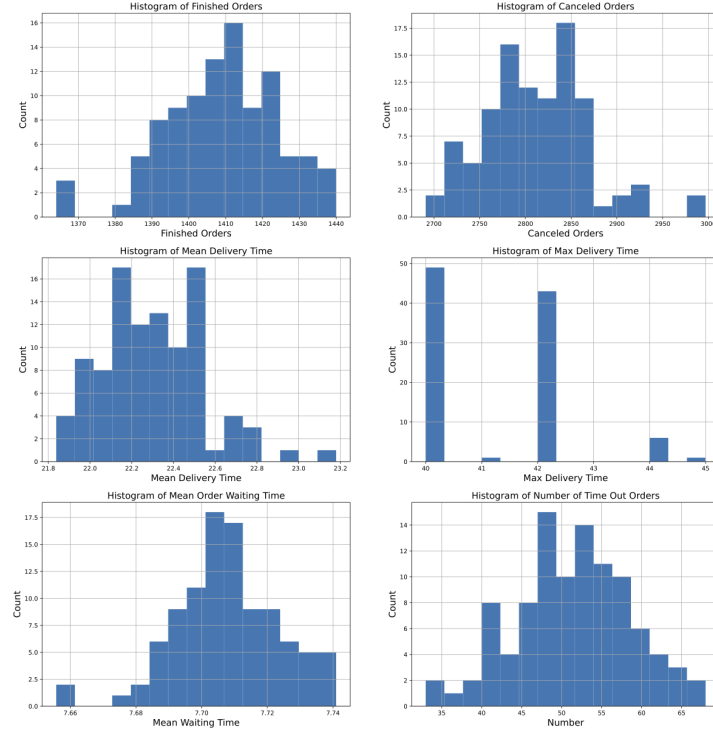 Histogram of Finished Orders
Count
16
14
12
10
8
6
4
2
0
1370 1380 1390 1400 1410 1420 1430 1440
Finished Orders
Histogram of Canceled Orders
Count
17.5
15.0
12.5
10.0
7.5
5.0
2.5
0.0
2700 2750 2800 2850 2900 2950 3000
Canceled Orders
Histogram of Mean Delivery Time
Count
16
14
12
10
8
6
4
2
0
21.8 22.0 22.2 22.4 22.6 22.8 23.0 23.2
Mean Delivery Time
Histogram of Max Delivery Time
Count
50
40
30
20
10
0
40 41 42 43 44 45
Max Delivery Time
Histogram of Mean Order Waiting Time
Count
17.5
15.0
12.5
10.0
7.5
5.0
2.5
0.0
7.66 7.68 7.70 7.72 7.74
Mean Waiting Time
Histogram of Number of Time Out Orders
Count
14
12
10
8
6
4
2
0
35 40 45 50 55 60 65
Number